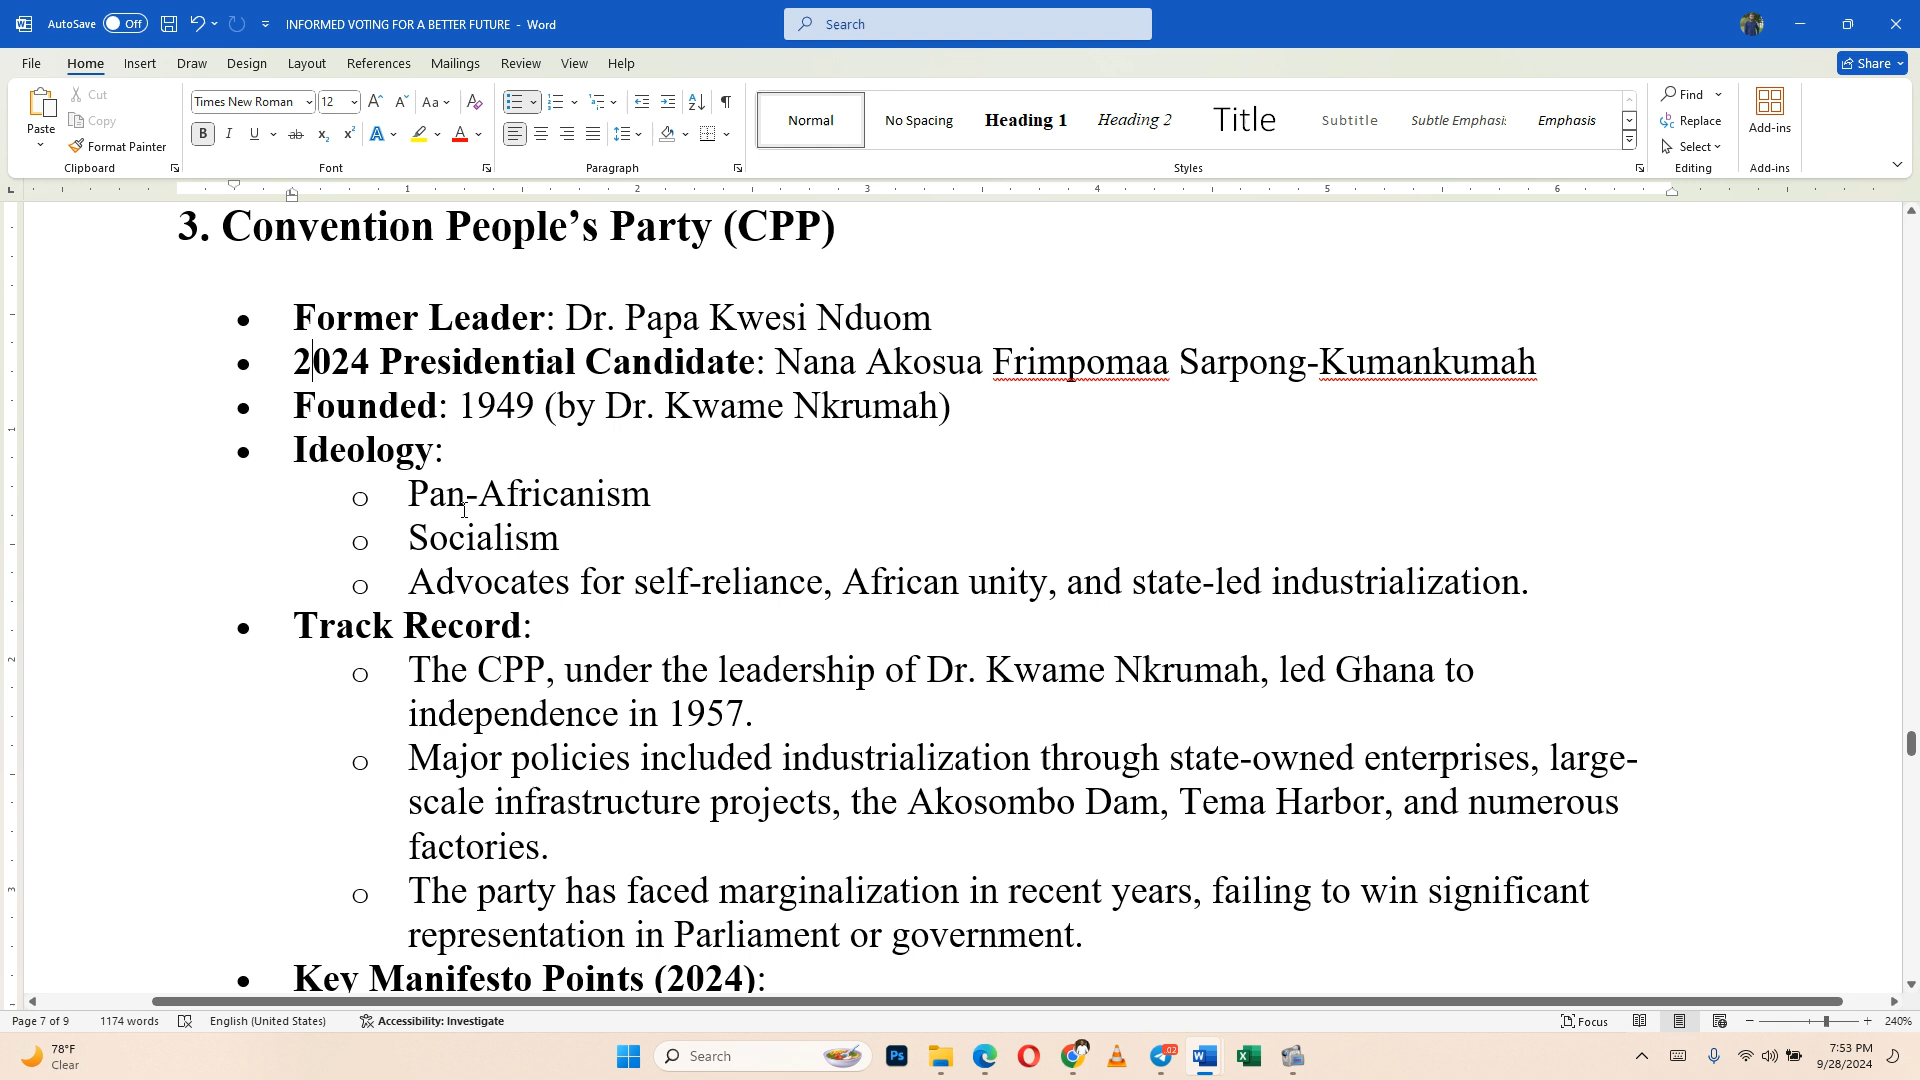 AutoSave Off INFORMED VOTING FOR A BETTER FUTURE - Word Search
File Home Insert Draw Design Layout References Mailings Review View Help Share
Paste Cut Copy Format Painter Clipboard
Times New Roman 12 Font
Paragraph
Normal No Spacing Heading 1 Heading 2 Title Subtitle Subtle Emphasis Emphasis Styles
Find Replace Select Editing
Add-ins Add-ins
1 2 3 4 5 6
3. Convention People’s Party (CPP)
• Former Leader: Dr. Papa Kwesi Nduom
• 2024 Presidential Candidate: Nana Akosua Frimpomaa Sarpong-Kumankumah
• Founded: 1949 (by Dr. Kwame Nkrumah)
• Ideology:
o Pan-Africanism
o Socialism
o Advocates for self-reliance, African unity, and state-led industrialization.
• Track Record:
o The CPP, under the leadership of Dr. Kwame Nkrumah, led Ghana to
independence in 1957.
o Major policies included industrialization through state-owned enterprises, large-
scale infrastructure projects, the Akosombo Dam, Tema Harbor, and numerous
factories.
o The party has faced marginalization in recent years, failing to win significant
representation in Parliament or government.
• Key Manifesto Points (2024):
Page 7 of 9 1174 words English (United States) Accessibility: Investigate Focus 240%
78°F
Clear
Search
7:53 PM
9/28/2024